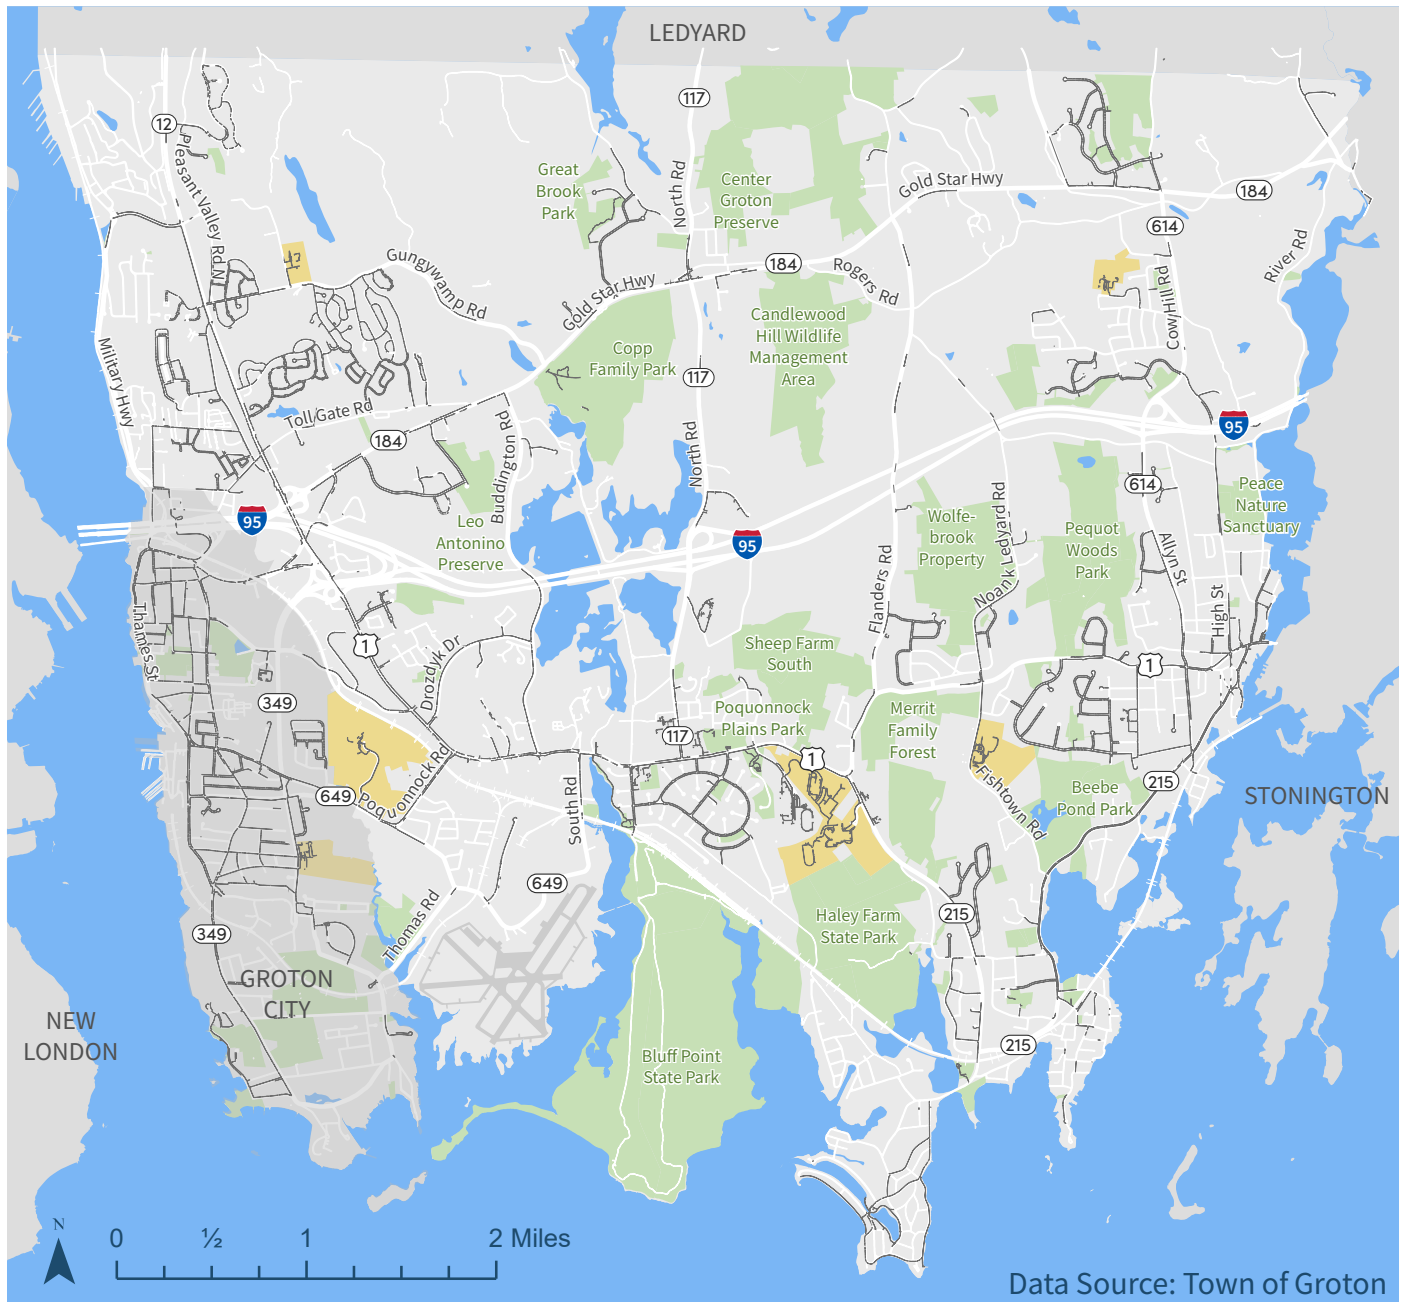 LEDYARD
117
12
Pleasant Valley Rd N
Great
Brook
Park
North Rd
Center
Groton
Preserve
Gold Star Hwy
184
614
River Rd
Gungywamp Rd
184
Rogers Rd
Gold Star Hwy
Cow Hill Rd
Candlewood
Hill Wildlife
Management
Area
Copp
Family Park
Military Hwy
117
Toll Gate Rd
184
Buddington Rd
North Rd
95
614
Peace
Nature
Sanctuary
95
Leo
Antonino
Preserve
95
Wolfe-
brook
Property
Noank Ledyard Rd
Pequot
Woods
Park
Allyn St
Flanders Rd
High St
Thames St
1
Drozdyk Dr
Sheep Farm
South
1
349
Poquonnock
Plains Park
Merrit
Family
Forest
117
1
649
Poquonnock Rd
South Rd
Fishtown Rd
Beebe
Pond Park
215
STONINGTON
649
Thomas Rd
349
Haley Farm
State Park
215
GROTON
CITY
NEW
LONDON
Bluff Point
State Park
215
N
0 ½ 1 2 Miles
Data Source: Town of Groton